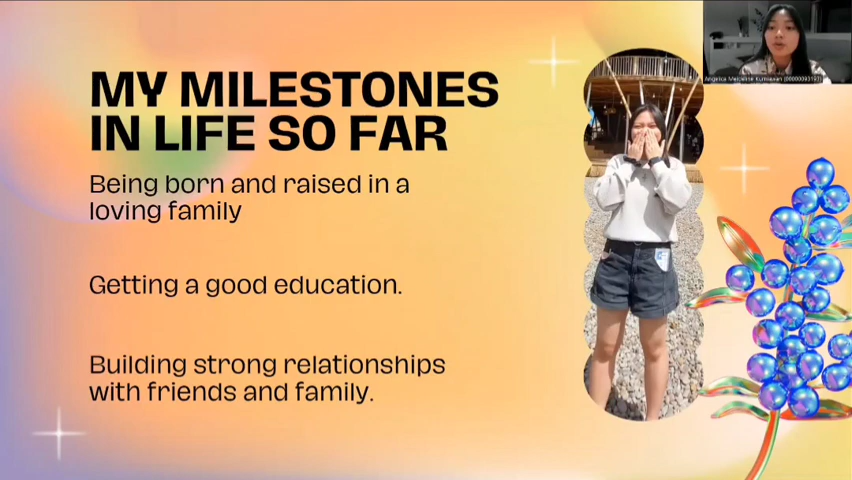 MY MILESTONES
IN LIFE SO FAR
Being born and raised in a
loving family
Getting a good education.
Building strong relationships
with friends and family.
Angelica